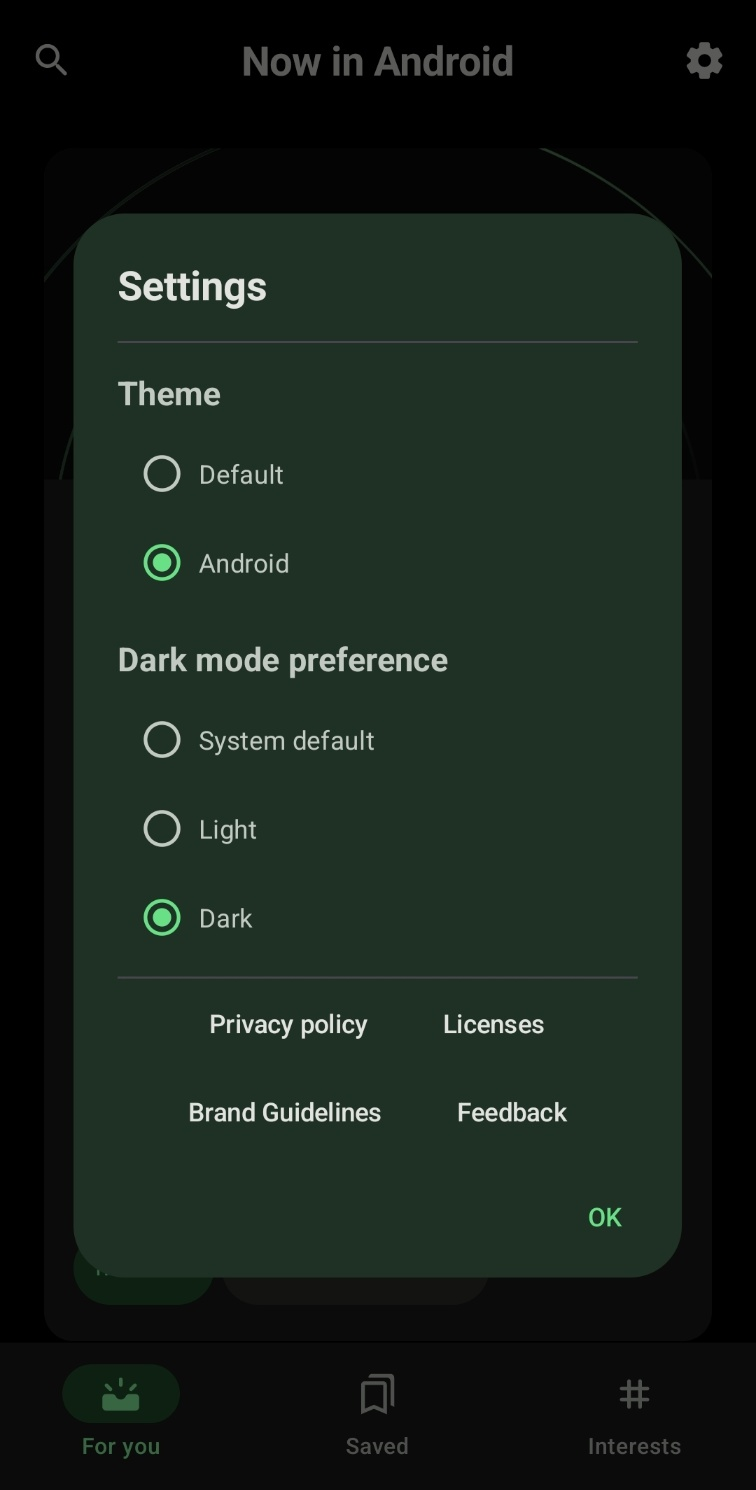 Now in Android
Settings
Theme
Default
Android
Dark mode preference
System default
Light
Dark
Privacy policy Licenses
Brand Guidelines Feedback
OK
For you Saved Interests